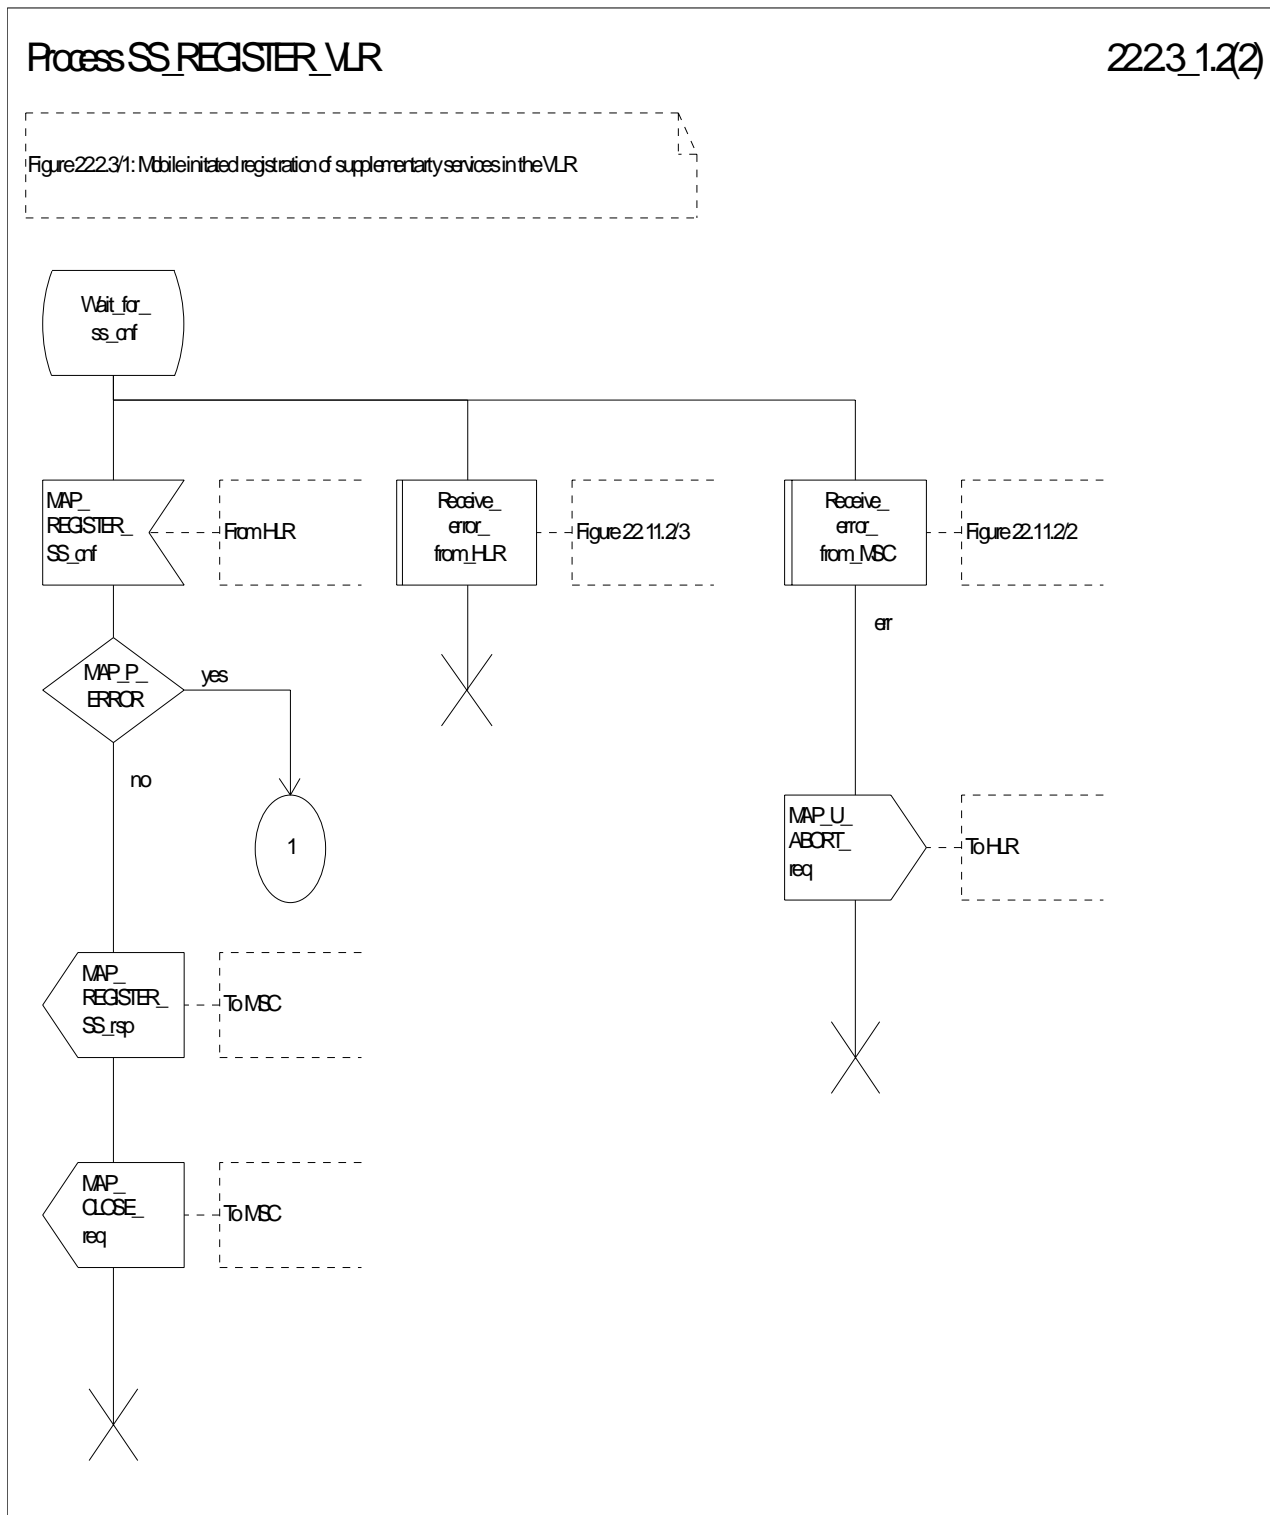 Process SS_REGISTER_VLR
22.2.3_1.2(2)
Figure 22.2.3/1: Mobile initated registration of supplementarty services in the VLR
Wait_for_
ss_cnf
MAP_
REGISTER_
SS_cnf
From HLR
Receive_
error_
from_HLR
Figure 22.11.2/3
Receive_
error_
from_MSC
Figure 22.11.2/2
err
MAP_P_
ERROR
yes
no
1
MAP_U_
ABORT_
req
To HLR
MAP_
REGISTER_
SS_rsp
To MSC
MAP_
CLOSE_
req
To MSC